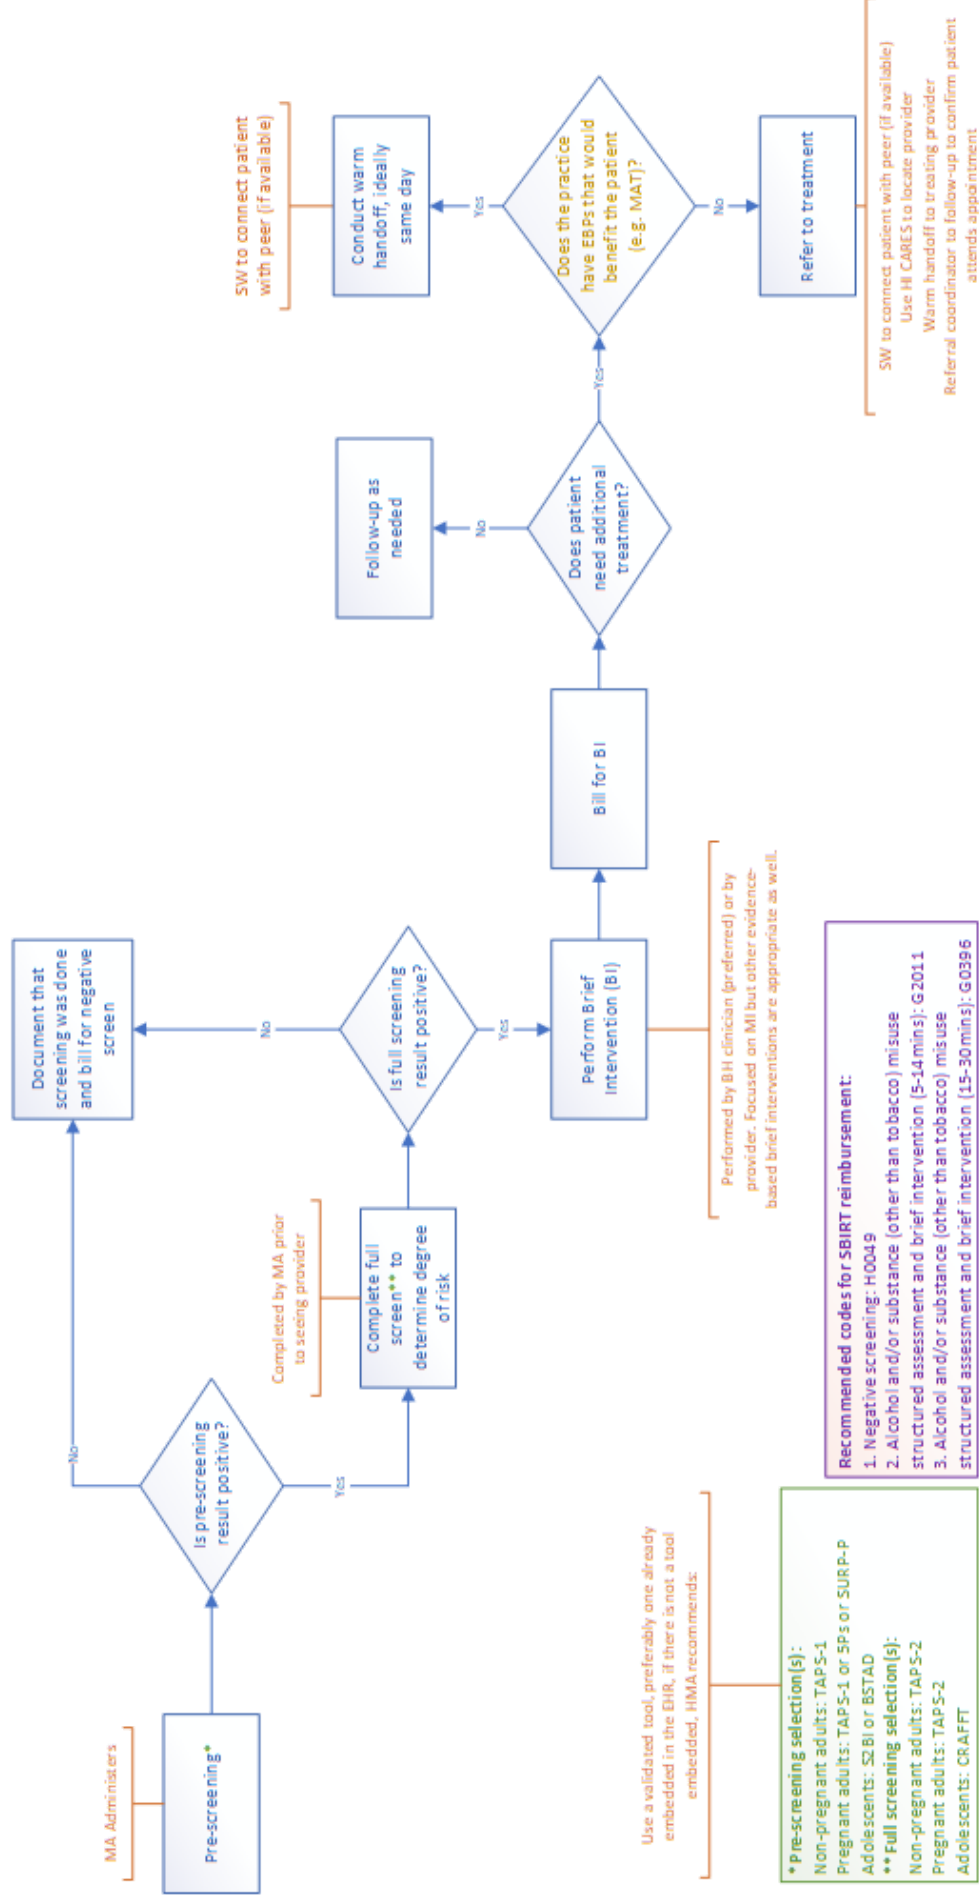 MA Administers
Pre-screening*
Is pre-screening
result positive?
No
Yes
Document that
screening was done
and bill for negative
screen
Completed by MA prior
to seeing provider
Complete full
screen** to
determine degree
of risk
Is full screening
result positive?
No
Yes
Perform Brief
Intervention (BI)
Performed by BH clinician (preferred) or by
provider. Focused on MI but other evidence-
based brief interventions are appropriate as well.
Bill for BI
Does patient
need additional
treatment?
No
Follow-up as
needed
Yes
Does the practice
have EBPs that would
benefit the patient
(e.g. MAT)?
Yes
Conduct warm
handoff, ideally
same day
SW to connect patient
with peer (if available)
No
Refer to treatment
SW to connect patient with peer (if available)
Use HI CARES to locate provider
Warm handoff to treating provider
Referral coordinator to follow-up to confirm patient
attends appointment
Use a validated tool, preferably one already
embedded in the EHR, if there is not a tool
embedded, HMA recommends:
*Pre-screening selection(s):
Non-pregnant adults: TAPS-1
Pregnant adults: TAPS-1 or 5Ps or SURP-P
Adolescents: S2BI or BSTAD
**Full screening selection(s):
Non-pregnant adults: TAPS-2
Pregnant adults: TAPS-2
Adolescents: CRAFFT
Recommended codes for SBIRT reimbursement:
1. Negative screening: H0049
2. Alcohol and/or substance (other than tobacco) misuse
structured assessment and brief intervention (5-14 mins): G2011
3. Alcohol and/or substance (other than tobacco) misuse
structured assessment and brief intervention (15-30 mins): G0396